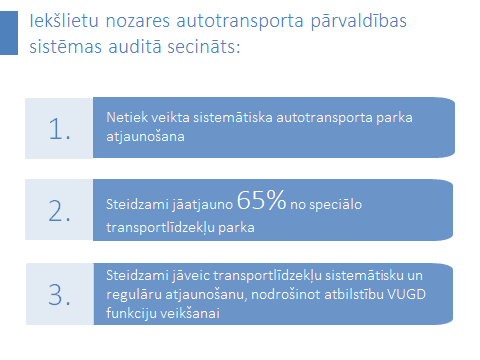 Iekšlietu nozares autotransporta pārvaldības
sistēmas auditā secināts:
1.
Netiek veikta sistemātiska autotransporta parka
atjaunošana
2.
Steidzami jāatjauno 65% no speciālo
transportlīdzekļu parka
3.
Steidzami jāveic transportlīdzekļu sistemātisku un
regulāru atjaunošanu, nodrošinot atbilstību VUGD
funkciju veikšanai